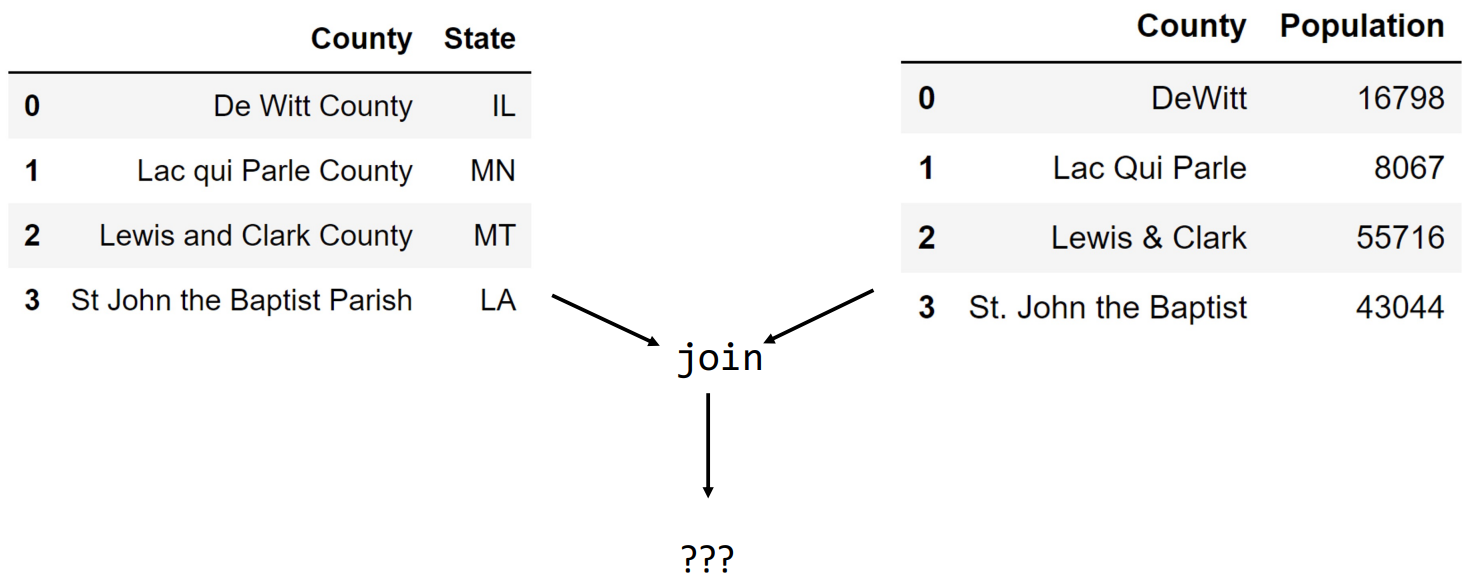 County State
0 De Witt County IL
1 Lac qui Parle County MN
2 Lewis and Clark County MT
3 St John the Baptist Parish LA
County Population
0 DeWitt 16798
1 Lac Qui Parle 8067
2 Lewis & Clark 55716
3 St. John the Baptist 43044
join
???